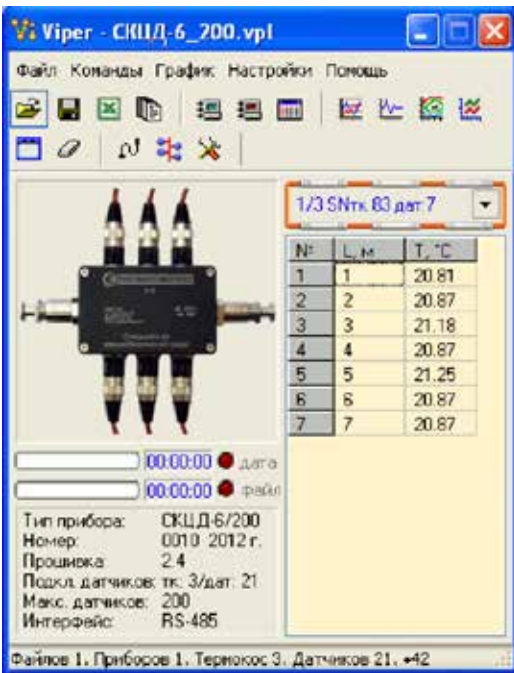 Viper - СКЦД-6_200.vpl
Файл Команды График Настройки Помощь
1/3 SNтк 83 дат 7
№ L, м T, °C
1 1 20.81
2 2 20.87
3 3 21.18
4 4 20.87
5 5 21.25
6 6 20.87
7 7 20.87
00:00:00 дата
00:00:00 файл
Тип прибора: СКЦД-6/200
Номер: 0010 2012 г.
Прошивка: 2.4
Подкл. датчиков: тк: 3/дат: 21
Макс. датчиков: 200
Интерфейс: RS-485
Файлов 1. Приборов 1. Термокос 3. Датчиков 21. •42